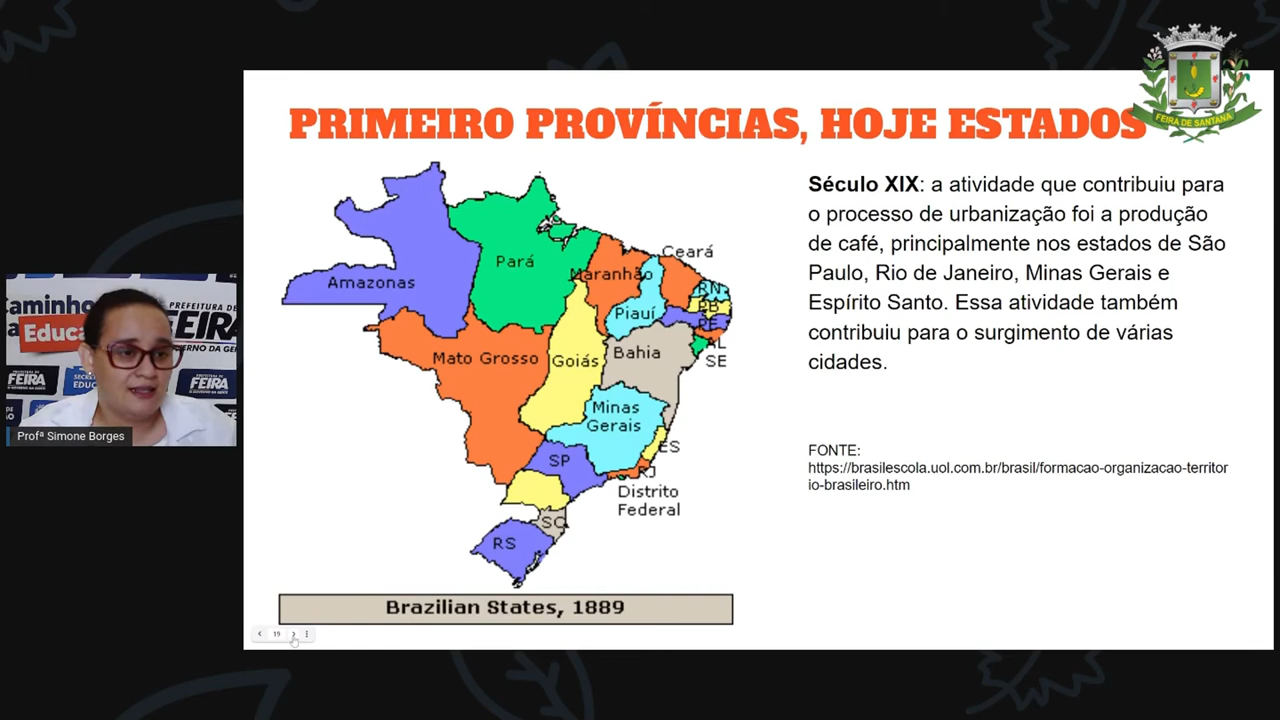 FEIRA DE SANTANA
PRIMEIRO PROVÍNCIAS, HOJE ESTADOS
Século XIX: a atividade que contribuiu para
o processo de urbanização foi a produção
de café, principalmente nos estados de São
Paulo, Rio de Janeiro, Minas Gerais e
Espírito Santo. Essa atividade também
contribuiu para o surgimento de várias
cidades.
FONTE:
https://brasilescola.uol.com.br/brasil/formacao-organizacao-territor
io-brasileiro.htm
Amazonas
Pará
Maranhão
Ceará
RN
PB
PE
Piauí
AL
SE
Mato Grosso
Goiás
Bahia
Minas
Gerais
ES
SP
RJ
Distrito
Federal
SC
RS
Brazilian States, 1889
19
Caminho
Educa
PREFEITURA DE
FEIRA
FEIRA
FEIRA
Profª Simone Borges